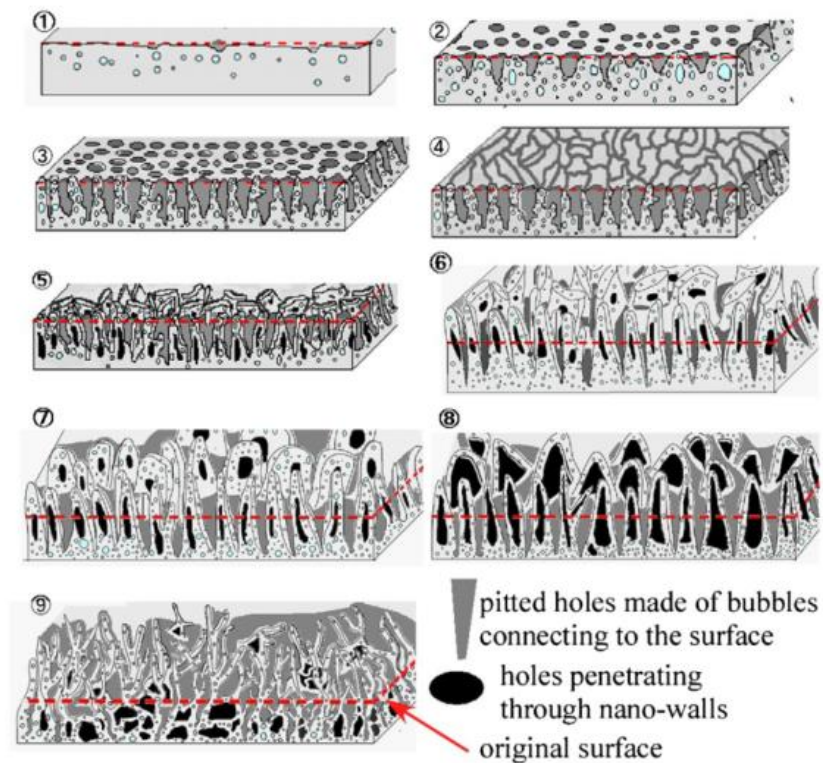 ①
②
③
④
⑤
⑥
⑦
⑧
⑨
pitted holes made of bubbles
connecting to the surface
holes penetrating
through nano-walls
original surface